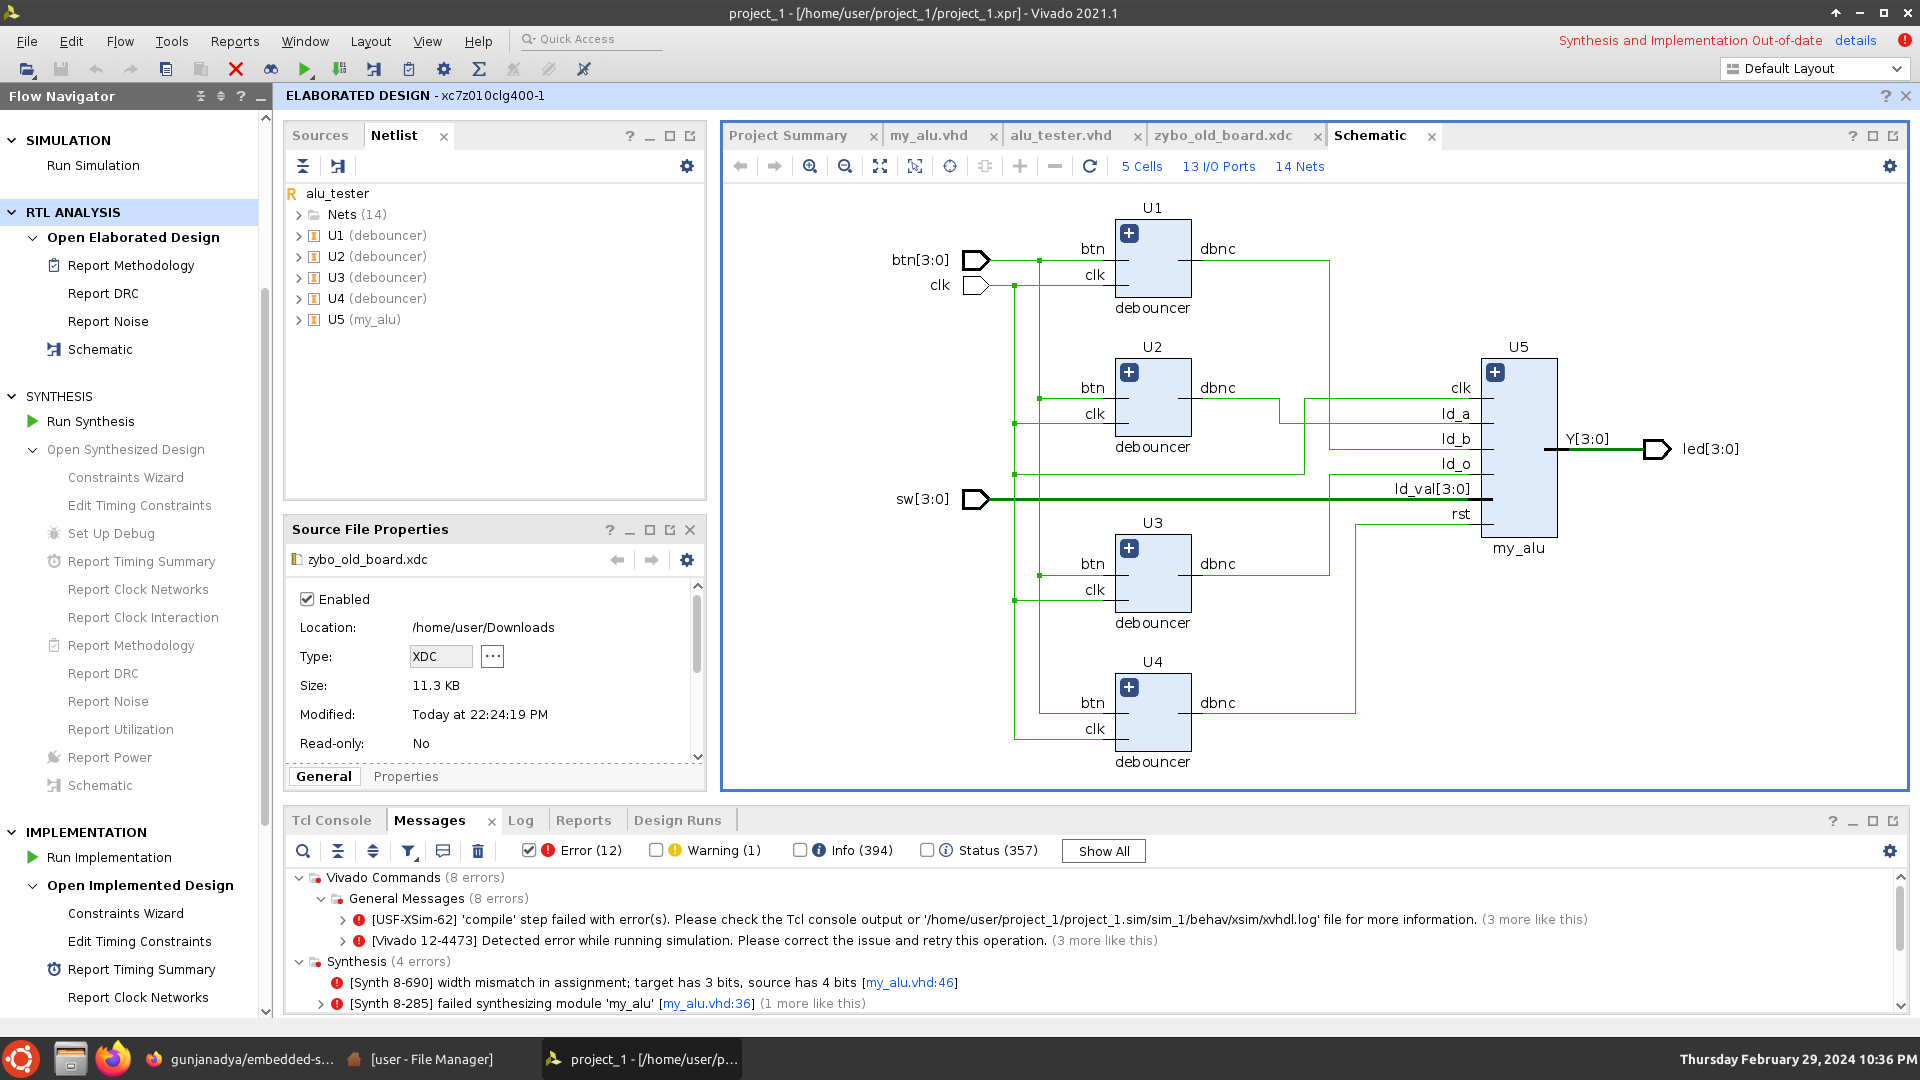 project_1 - [/home/user/project_1/project_1.xpr] - Vivado 2021.1
File Edit Flow Tools Reports Window Layout View Help Quick Access
Synthesis and Implementation Out-of-date details
Default Layout
Flow Navigator
SIMULATION
Run Simulation
RTL ANALYSIS
Open Elaborated Design
Report Methodology
Report DRC
Report Noise
Schematic
SYNTHESIS
Run Synthesis
Open Synthesized Design
Constraints Wizard
Edit Timing Constraints
Set Up Debug
Report Timing Summary
Report Clock Networks
Report Clock Interaction
Report Methodology
Report DRC
Report Noise
Report Utilization
Report Power
Schematic
IMPLEMENTATION
Run Implementation
Open Implemented Design
Constraints Wizard
Edit Timing Constraints
Report Timing Summary
Report Clock Networks
ELABORATED DESIGN - xc7z010clg400-1
Sources Netlist
alu_tester
Nets (14)
U1 (debouncer)
U2 (debouncer)
U3 (debouncer)
U4 (debouncer)
U5 (my_alu)
Source File Properties
zybo_old_board.xdc
Enabled
Location: /home/user/Downloads
Type: XDC
Size: 11.3 KB
Modified: Today at 22:24:19 PM
Read-only: No
General Properties
Project Summary my_alu.vhd alu_tester.vhd zybo_old_board.xdc Schematic
5 Cells 13 I/O Ports 14 Nets
U1
btn[3:0]
clk
btn
clk
dbnc
debouncer
U2
btn
clk
dbnc
debouncer
sw[3:0]
U3
btn
clk
dbnc
debouncer
U4
btn
clk
dbnc
debouncer
U5
clk
ld_a
ld_b
ld_o
ld_val[3:0]
rst
Y[3:0]
my_alu
led[3:0]
Tcl Console Messages Log Reports Design Runs
Error (12) Warning (1) Info (394) Status (357) Show All
Vivado Commands (8 errors)
General Messages (8 errors)
[USF-XSim-62] 'compile' step failed with error(s). Please check the Tcl console output or '/home/user/project_1/project_1.sim/sim_1/behav/xsim/xvhdl.log' file for more information. (3 more like this)
[Vivado 12-4473] Detected error while running simulation. Please correct the issue and retry this operation. (3 more like this)
Synthesis (4 errors)
[Synth 8-690] width mismatch in assignment; target has 3 bits, source has 4 bits [my_alu.vhd:46]
[Synth 8-285] failed synthesizing module 'my_alu' [my_alu.vhd:36] (1 more like this)
gunjanadya/embedded-s... [user - File Manager] project_1 - [/home/user/p... Thursday February 29, 2024 10:36 PM